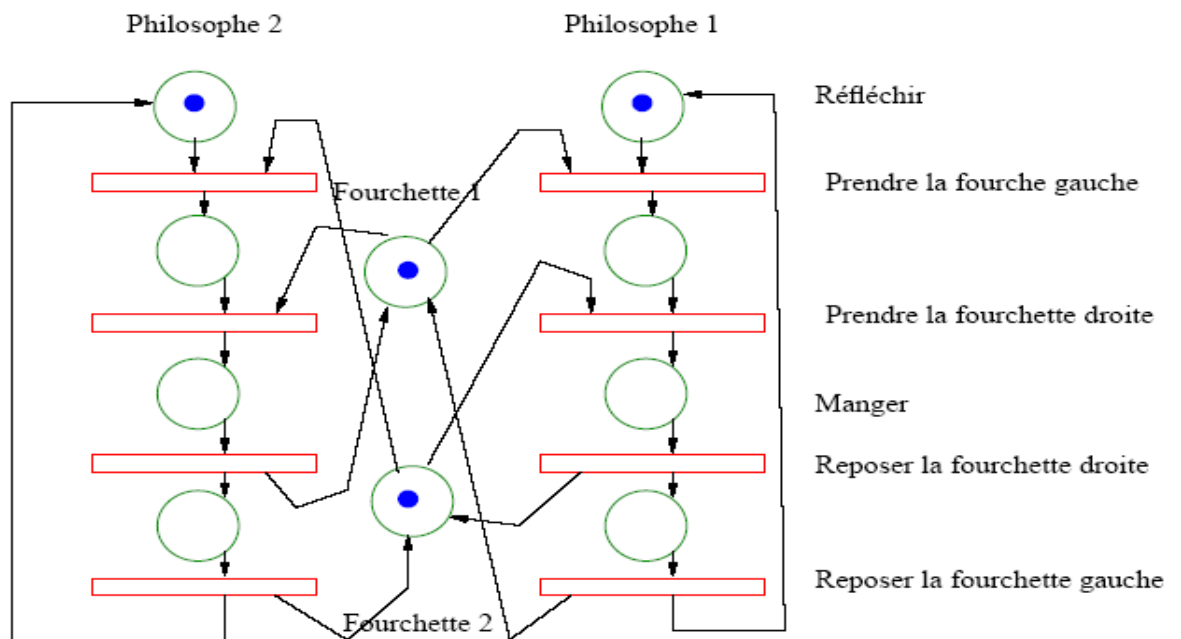 Philosophe 2
Philosophe 1
Réfléchir
Prendre la fourche gauche
Fourchette 1
Prendre la fourchette droite
Manger
Reposer la fourchette droite
Reposer la fourchette gauche
Fourchette 2